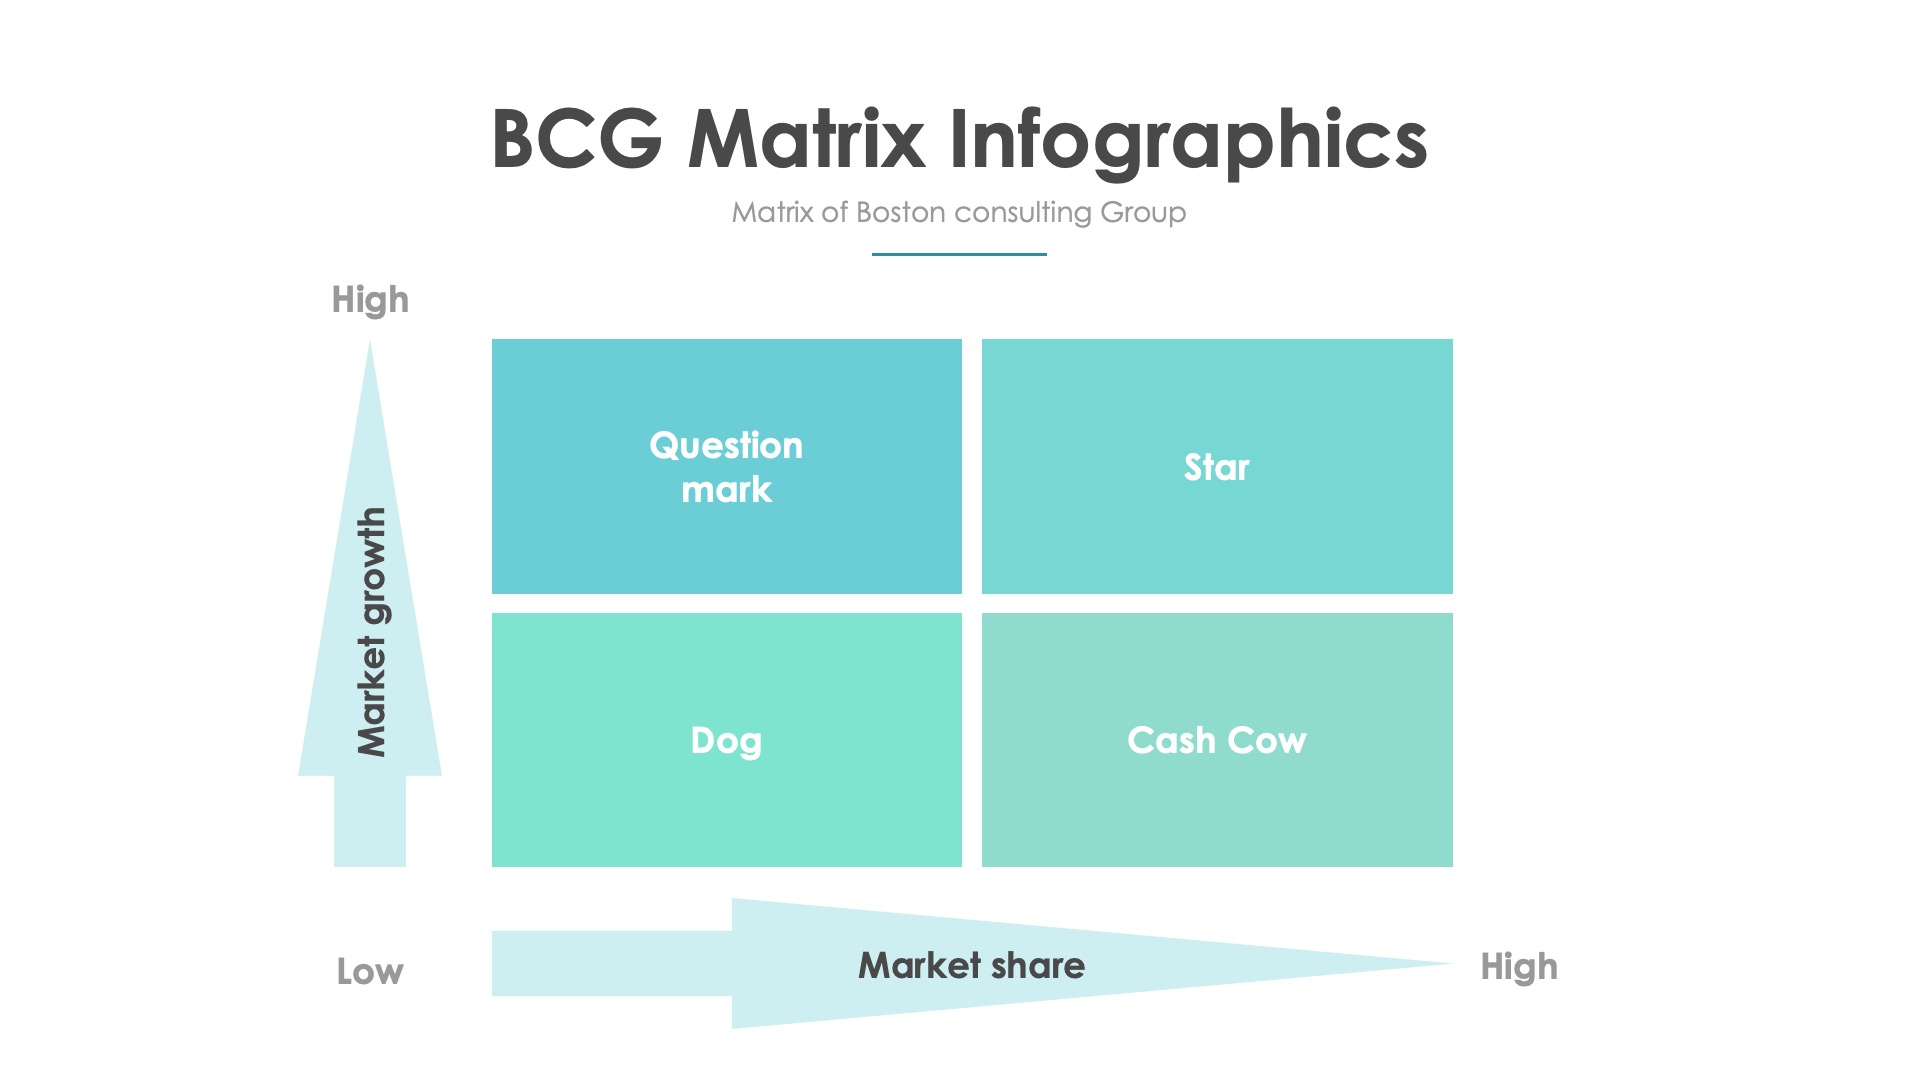 BCG Matrix Infographics
Matrix of Boston consulting Group
High
Question
mark
Star
Market growth
Dog
Cash Cow
Low
Market share
High